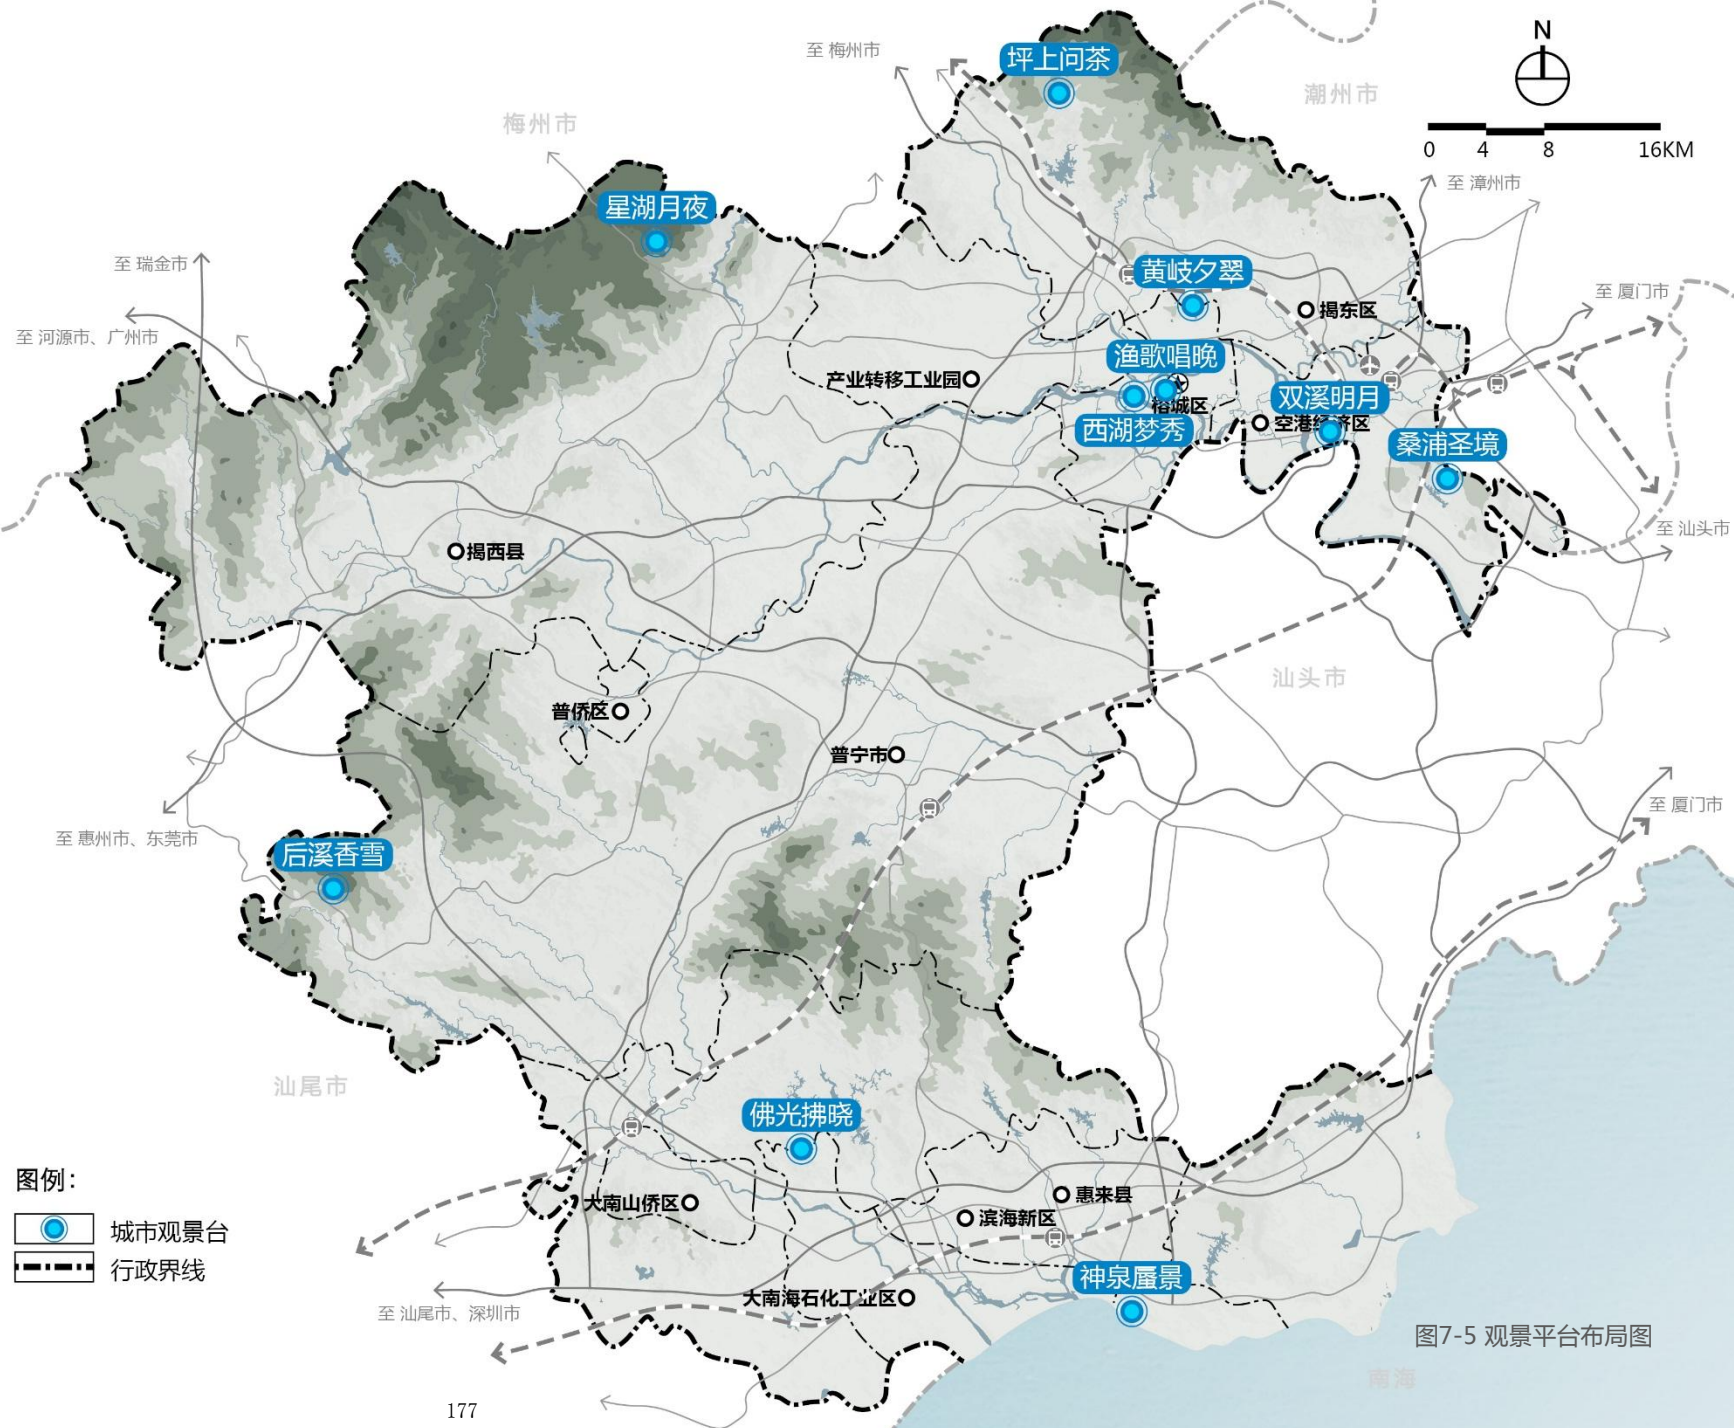 N
0 4 8 16KM
至 梅州市
坪上问茶
潮州市
梅州市
至 漳州市
星湖月夜
至 瑞金市
黄岐夕翠
至 厦门市
揭东区
至 河源市、广州市
渔歌唱晚
产业转移工业园
双溪明月
榕城区
空港经济区
西湖梦秀
桑浦圣境
至 汕头市
揭西县
汕头市
普侨区
普宁市
至 厦门市
至 惠州市、东莞市
后溪香雪
汕尾市
佛光拂晓
图例：
大南山侨区
惠来县
滨海新区
城市观景台
行政界线
神泉蜃景
大南海石化工业区
至 汕尾市、深圳市
图7-5 观景平台布局图
南海
177